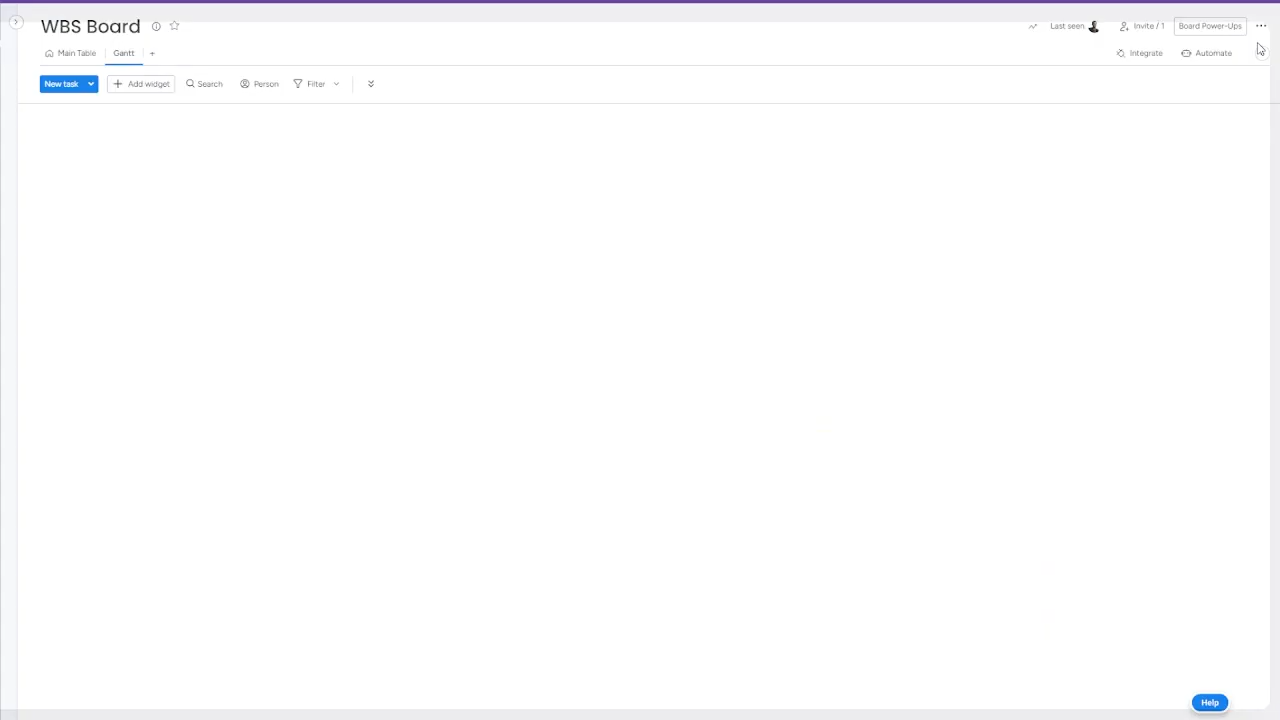 WBS Board
Last seen
Invite / 1
Board Power-Ups
Main Table
Gantt
+
Integrate
Automate
New task
+ Add widget
Search
Person
Filter
Help